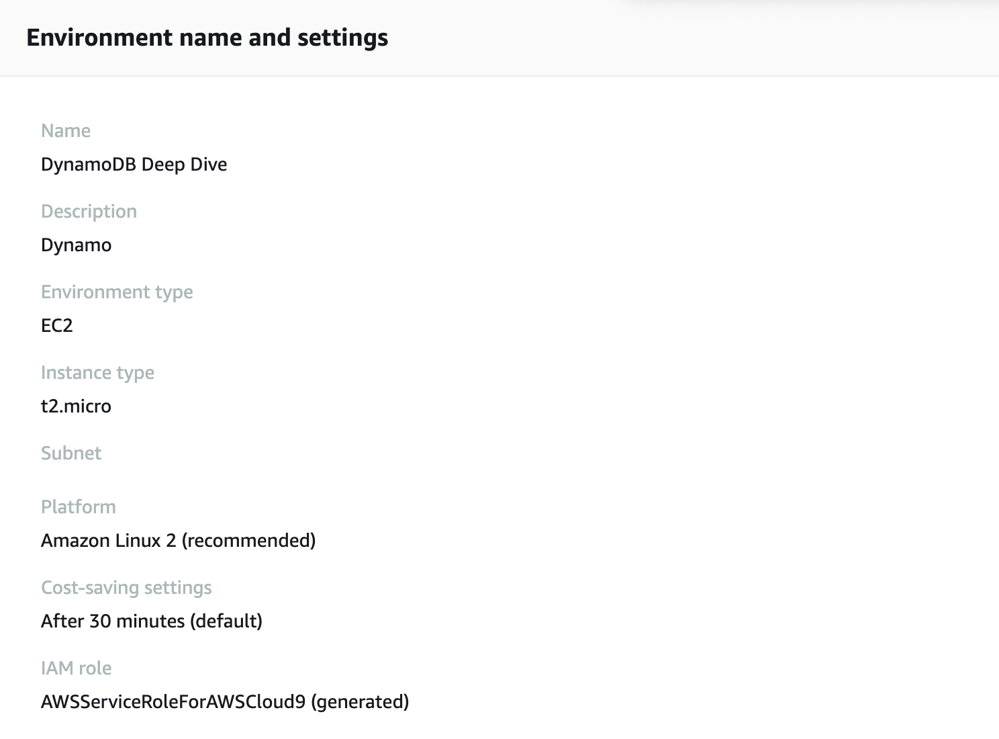 Environment name and settings
Name
DynamoDB Deep Dive
Description
Dynamo
Environment type
EC2
Instance type
t2.micro
Subnet
Platform
Amazon Linux 2 (recommended)
Cost-saving settings
After 30 minutes (default)
IAM role
AWSServiceRoleForAWSCloud9 (generated)